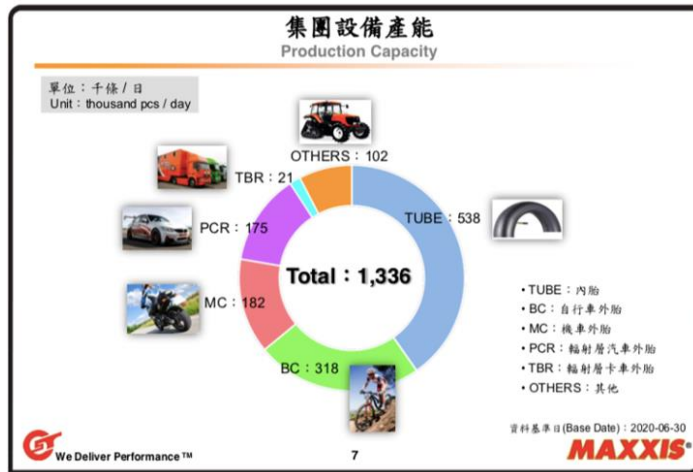 集團設備產能
Production Capacity
單位：千條 / 日
Unit：thousand pcs / day
OTHERS：102
TBR：21
TUBE：538
PCR：175
Total：1,336
MC：182
BC：318
• TUBE：內胎
• BC：自行車外胎
• MC：機車外胎
• PCR：輻射層汽車外胎
• TBR：輻射層卡車外胎
• OTHERS：其他
資料基準日(Base Date)：2020-06-30
We Deliver Performance™
7
MAXXIS®